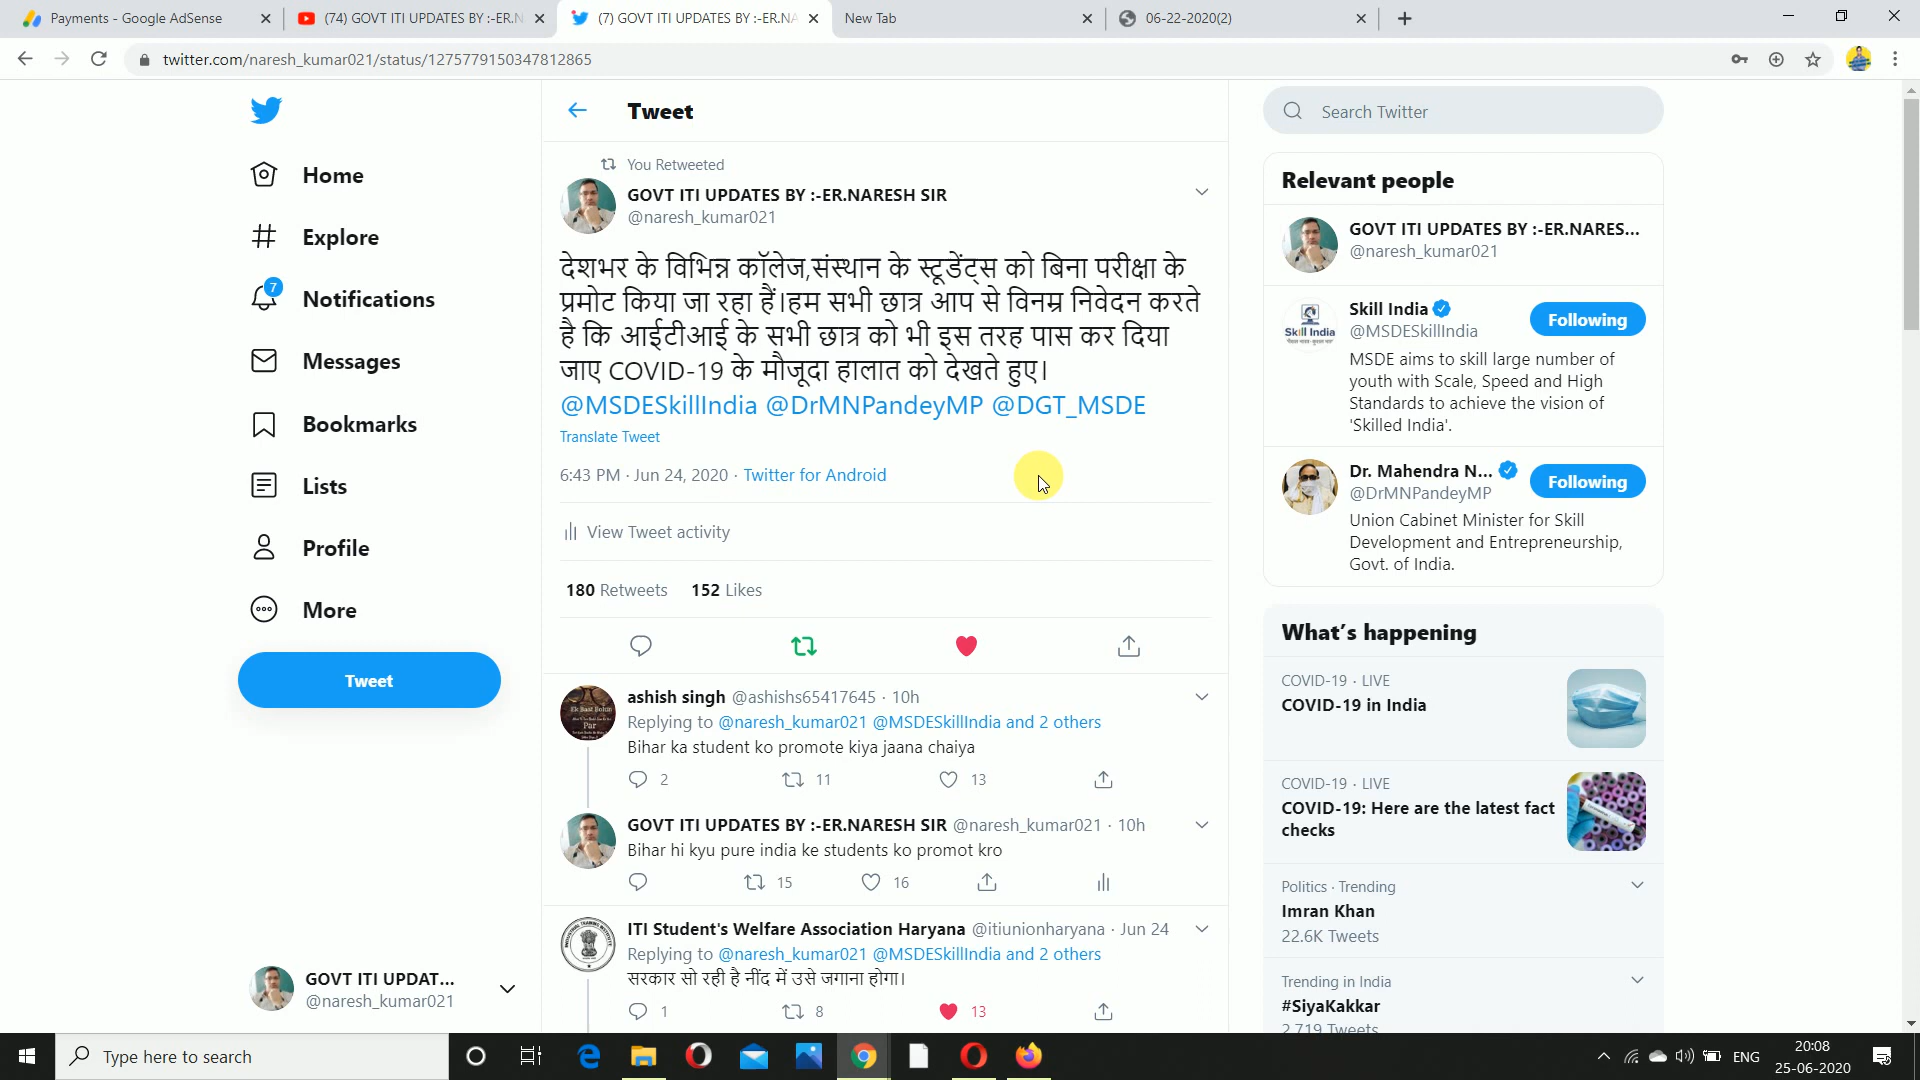 Payments - Google AdSense
(74) GOVT ITI UPDATES BY :-ER.N
(7) GOVT ITI UPDATES BY :-ER.NA
New Tab
06-22-2020(2)
twitter.com/naresh_kumar021/status/1275779150347812865
Home
Explore
7
Notifications
Messages
Bookmarks
Lists
Profile
More
Tweet
GOVT ITI UPDAT...
@naresh_kumar021
Tweet
You Retweeted
GOVT ITI UPDATES BY :-ER.NARESH SIR
@naresh_kumar021
देशभर के विभिन्न कॉलेज,संस्थान के स्टूडेंट्स को बिना परीक्षा के
प्रमोट किया जा रहा हैं।हम सभी छात्र आप से विनम्र निवेदन करते
है कि आईटीआई के सभी छात्र को भी इस तरह पास कर दिया
जाए COVID-19 के मौजूदा हालात को देखते हुए।
@MSDESkillIndia @DrMNPandeyMP @DGT_MSDE
Translate Tweet
6:43 PM · Jun 24, 2020 · Twitter for Android
View Tweet activity
180 Retweets 152 Likes
ashish singh @ashishs65417645 · 10h
Replying to @naresh_kumar021 @MSDESkillIndia and 2 others
Bihar ka student ko promote kiya jaana chaiya
2 11 13
GOVT ITI UPDATES BY :-ER.NARESH SIR @naresh_kumar021 · 10h
Bihar hi kyu pure india ke students ko promot kro
15 16
ITI Student's Welfare Association Haryana @itiunionharyana · Jun 24
Replying to @naresh_kumar021 @MSDESkillIndia and 2 others
सरकार सो रही है नींद में उसे जगाना होगा।
1 8 13
Search Twitter
Relevant people
GOVT ITI UPDATES BY :-ER.NARES...
@naresh_kumar021
Skill India
@MSDESkillIndia
Following
Skill India
MSDE aims to skill large number of
youth with Scale, Speed and High
Standards to achieve the vision of
'Skilled India'.
Dr. Mahendra N...
@DrMNPandeyMP
Following
Union Cabinet Minister for Skill
Development and Entrepreneurship,
Govt. of India.
What's happening
COVID-19 · LIVE
COVID-19 in India
COVID-19 · LIVE
COVID-19: Here are the latest fact
checks
Politics · Trending
Imran Khan
22.6K Tweets
Trending in India
#SiyaKakkar
2,719 Tweets
Type here to search
ENG
20:08
25-06-2020